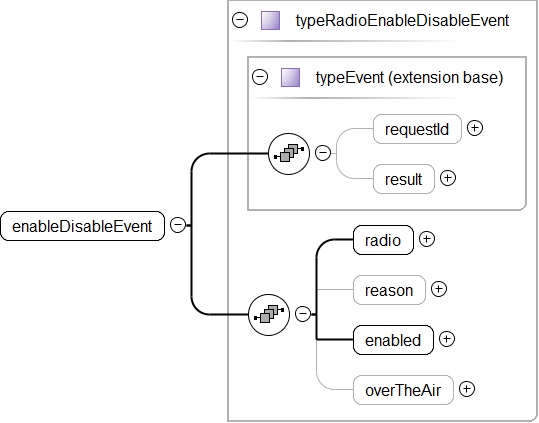 typeRadioEnableDisableEvent
typeEvent (extension base)
requestId
result
enableDisableEvent
radio
reason
enabled
overTheAir